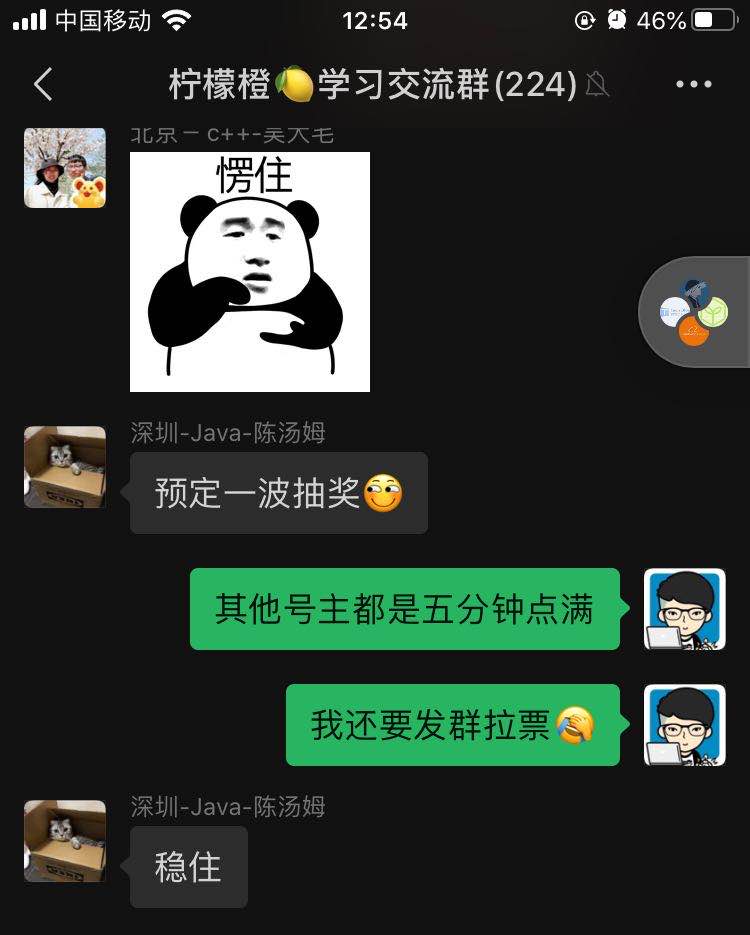 中国移动
12:54
46%
柠檬橙🍋学习交流群(224)
北京一c++-吴大毛
愣住
深圳-Java-陈汤姆
预定一波抽奖
其他号主都是五分钟点满
我还要发群拉票
深圳-Java-陈汤姆
稳住